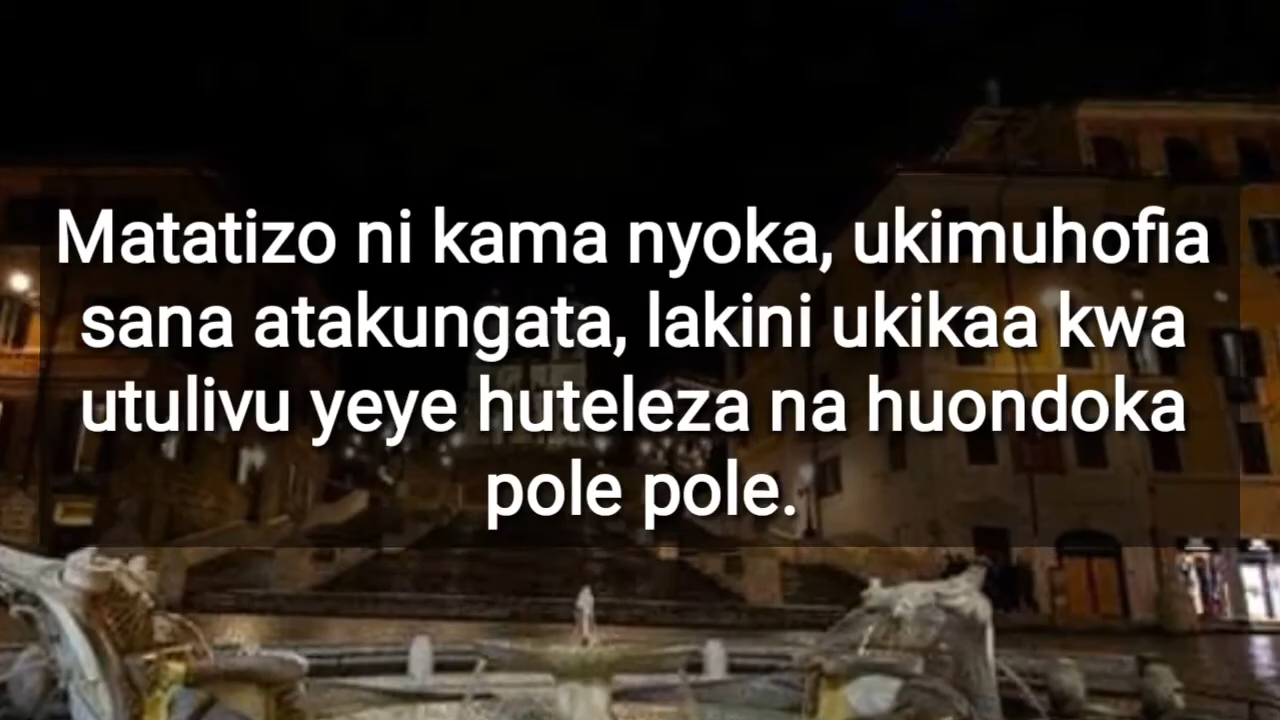 Matatizo ni kama nyoka, ukimuhofia
sana atakungata, lakini ukikaa kwa
utulivu yeye huteleza na huondoka
pole pole.